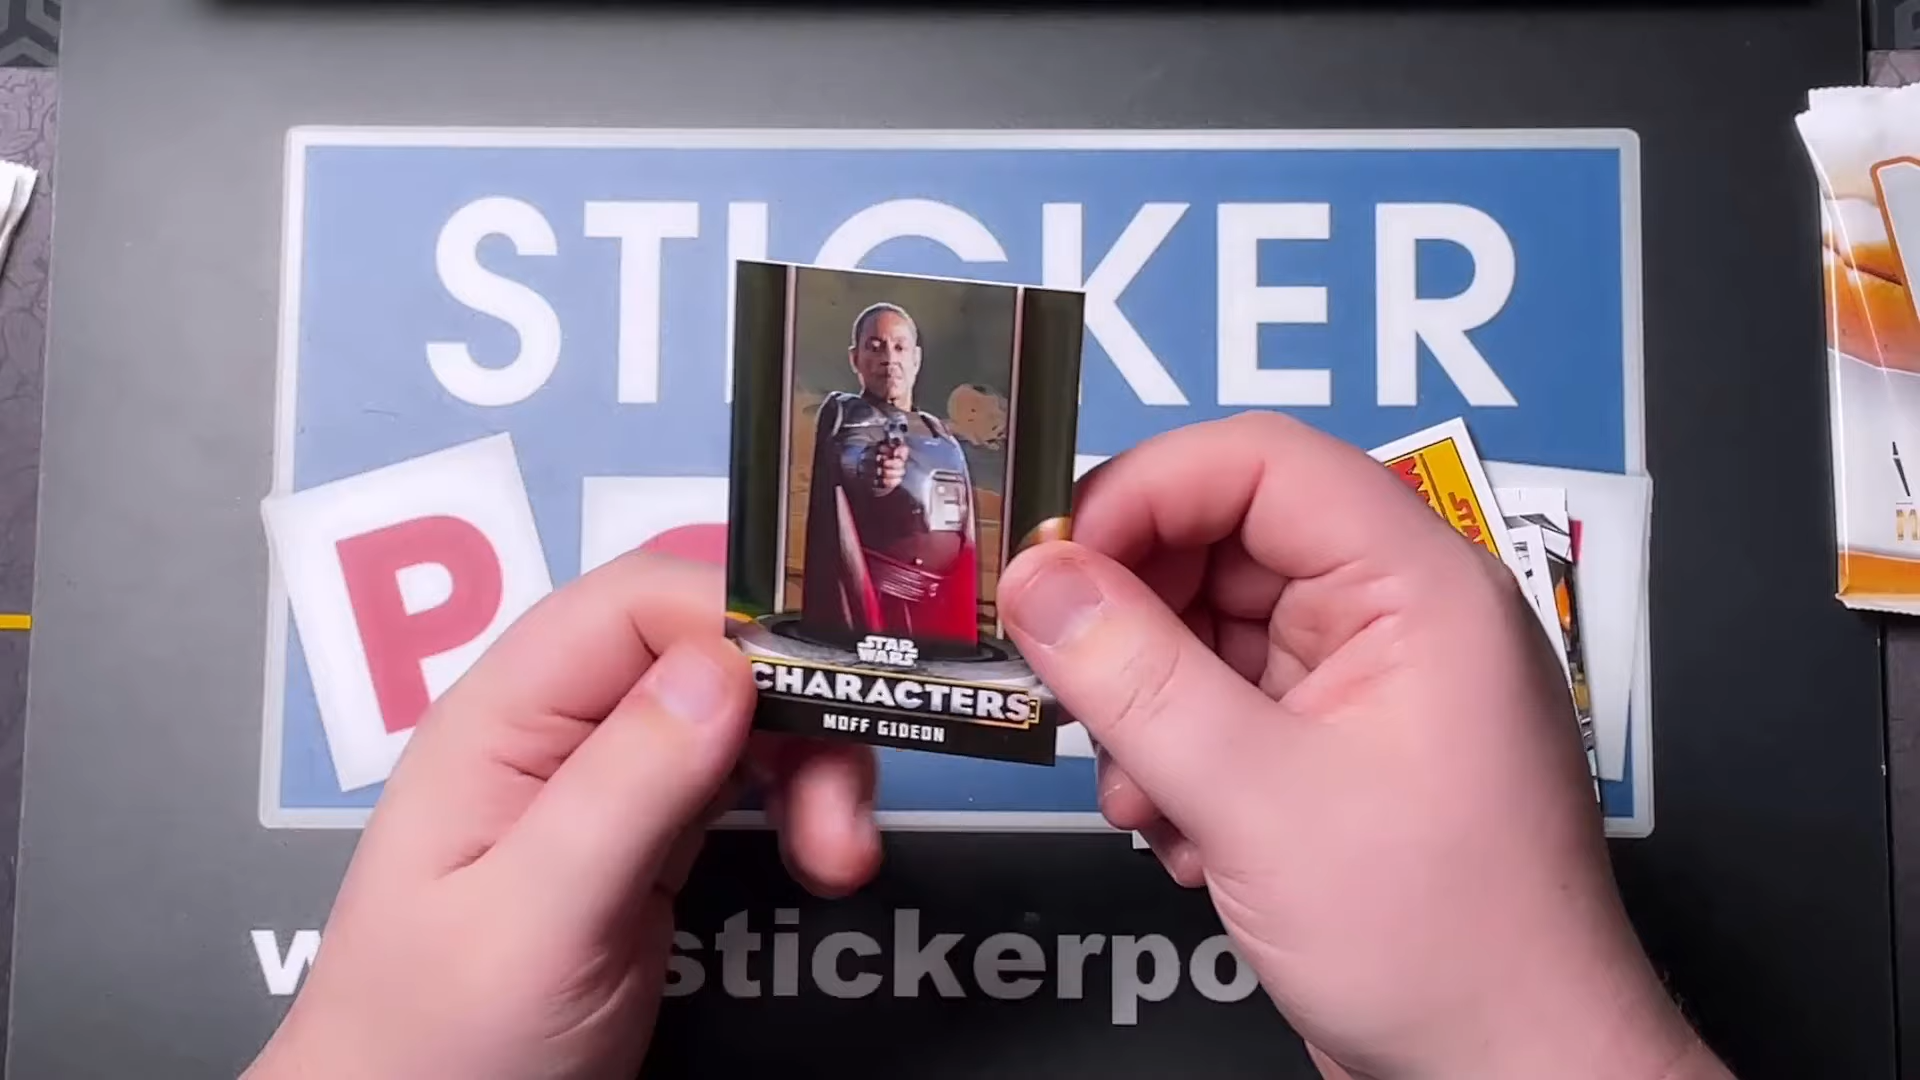 STICKER
P
STAR
WARS
CHARACTERS
MOFF GIDEON
stickerpo